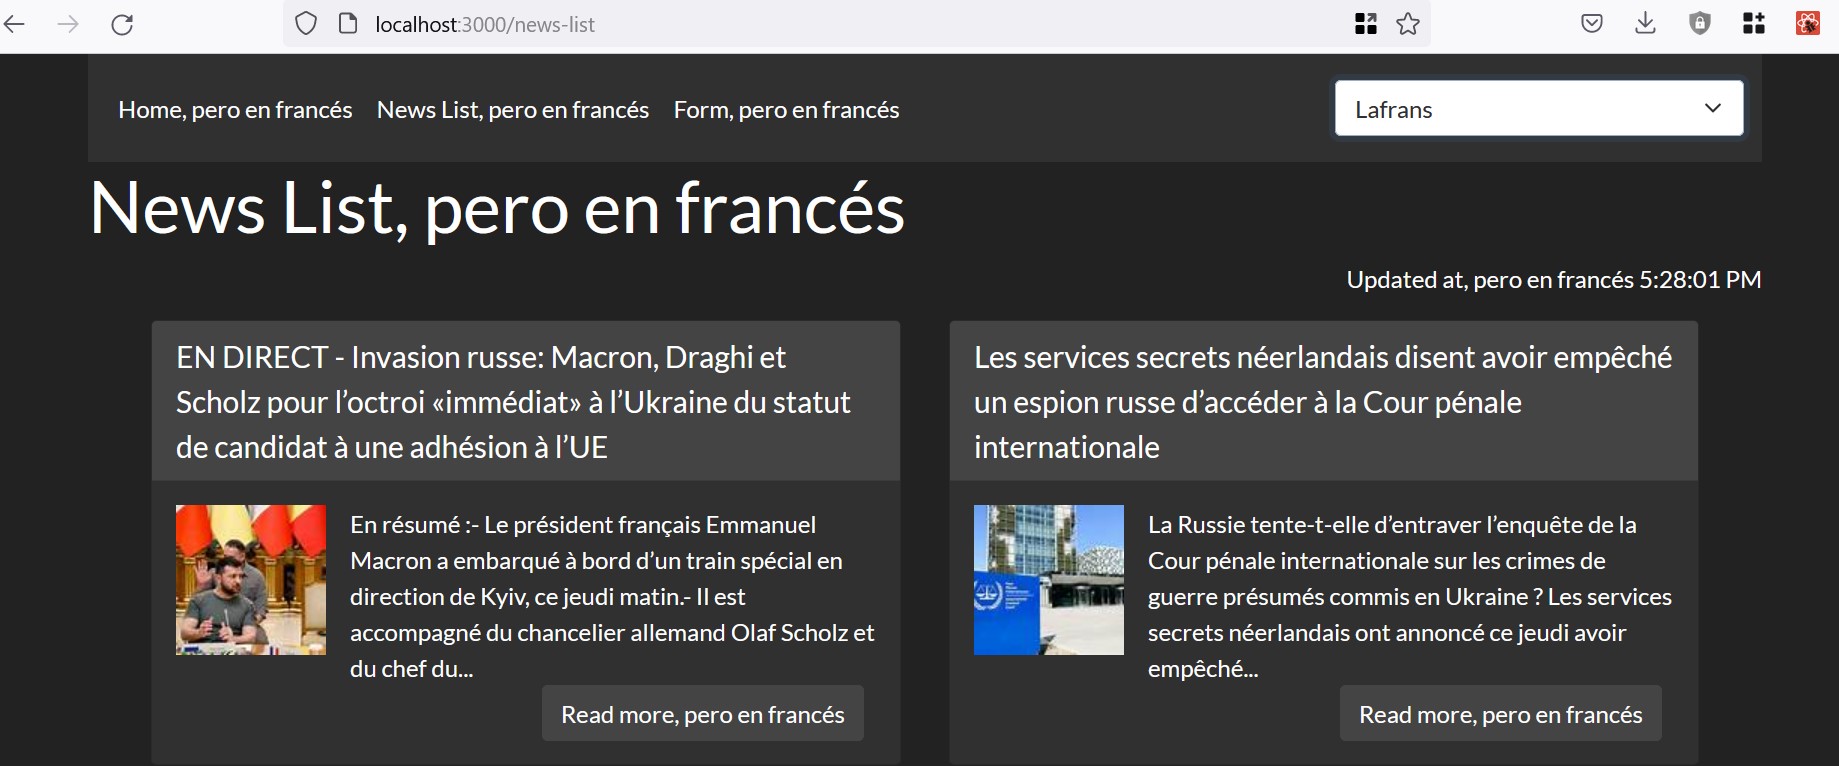 localhost:3000/news-list
Home, pero en francés News List, pero en francés Form, pero en francés Lafrans
News List, pero en francés
Updated at, pero en francés 5:28:01 PM
EN DIRECT - Invasion russe: Macron, Draghi et
Scholz pour l’octroi «immédiat» à l’Ukraine du statut
de candidat à une adhésion à l’UE
En résumé :- Le président français Emmanuel
Macron a embarqué à bord d’un train spécial en
direction de Kyiv, ce jeudi matin.- Il est
accompagné du chancelier allemand Olaf Scholz et
du chef du...
Read more, pero en francés
Les services secrets néerlandais disent avoir empêché
un espion russe d’accéder à la Cour pénale
internationale
La Russie tente-t-elle d’entraver l’enquête de la
Cour pénale internationale sur les crimes de
guerre présumés commis en Ukraine ? Les services
secrets néerlandais ont annoncé ce jeudi avoir
empêché...
Read more, pero en francés